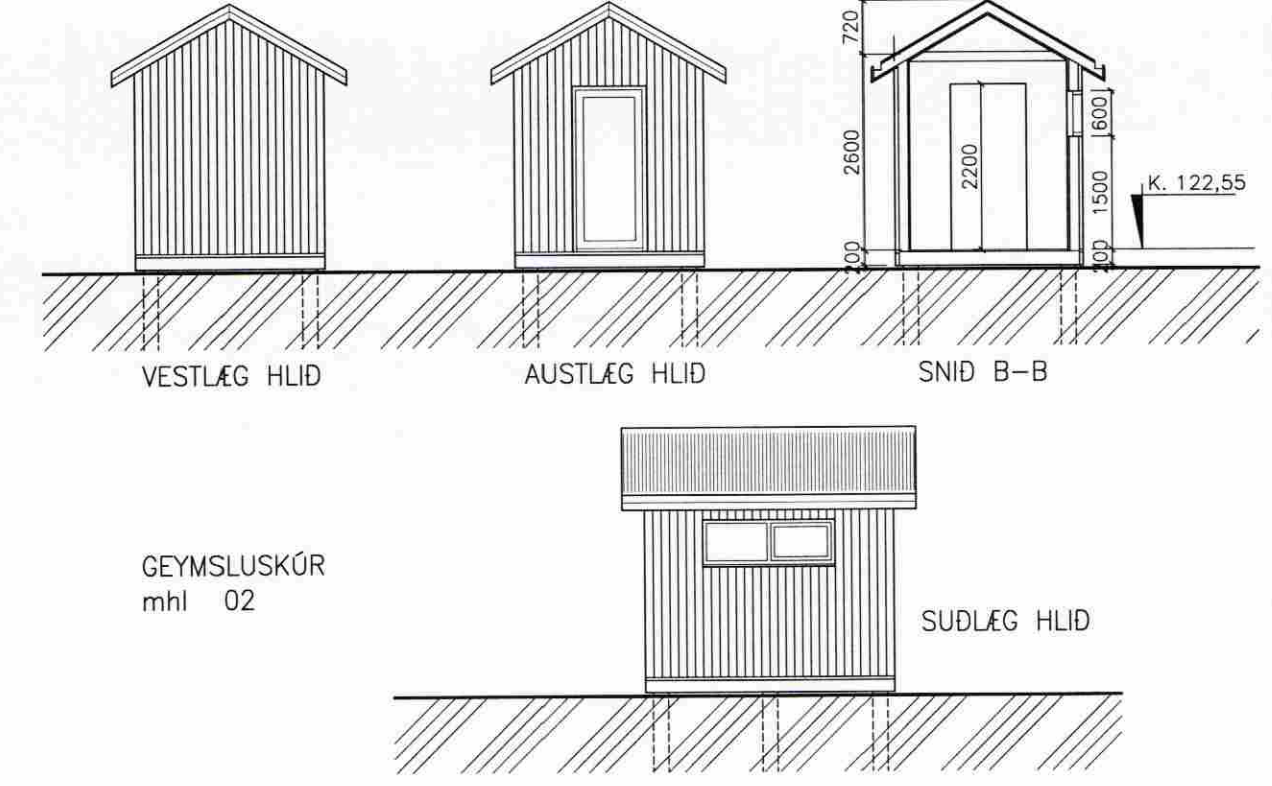 720
2600
200
2200
600
1500
200
K. 122,55
VESTLÆG HLIÐ
AUSTLÆG HLIÐ
SNIÐ B-B
GEYMSLUSKÚR
mhl 02
SUÐLÆG HLIÐ